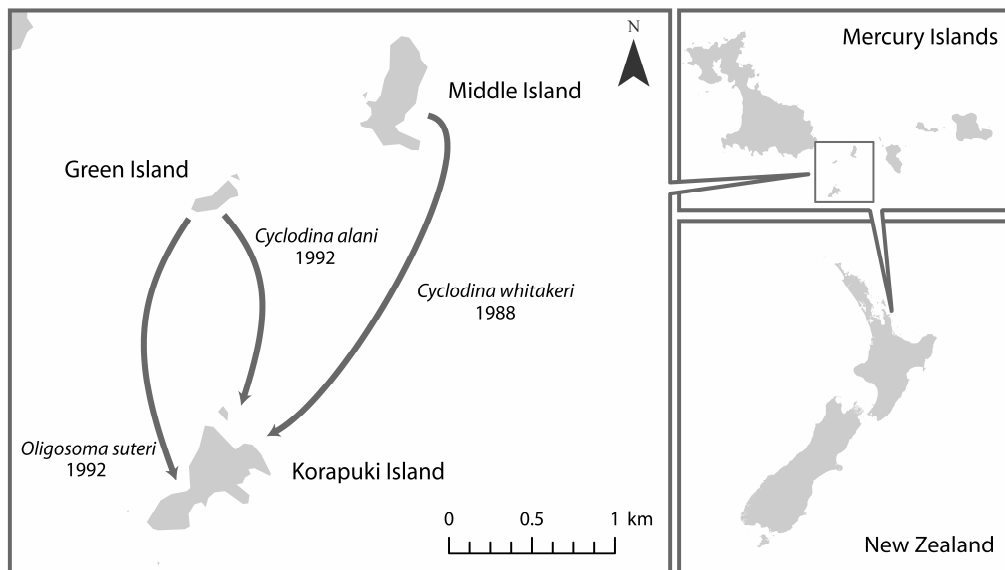 N
Middle Island
Green Island
Cyclodina alani
1992
Cyclodina whitakeri
1988
Oligosoma suteri
1992
Korapuki Island
0 0.5 1 km
Mercury Islands
New Zealand